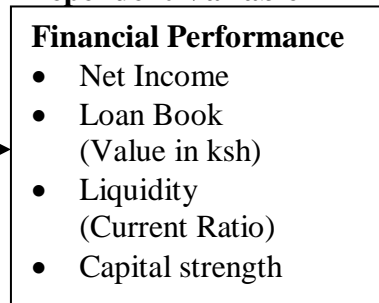 Financial Performance
• Net Income
• Loan Book
(Value in ksh)
• Liquidity
(Current Ratio)
• Capital strength